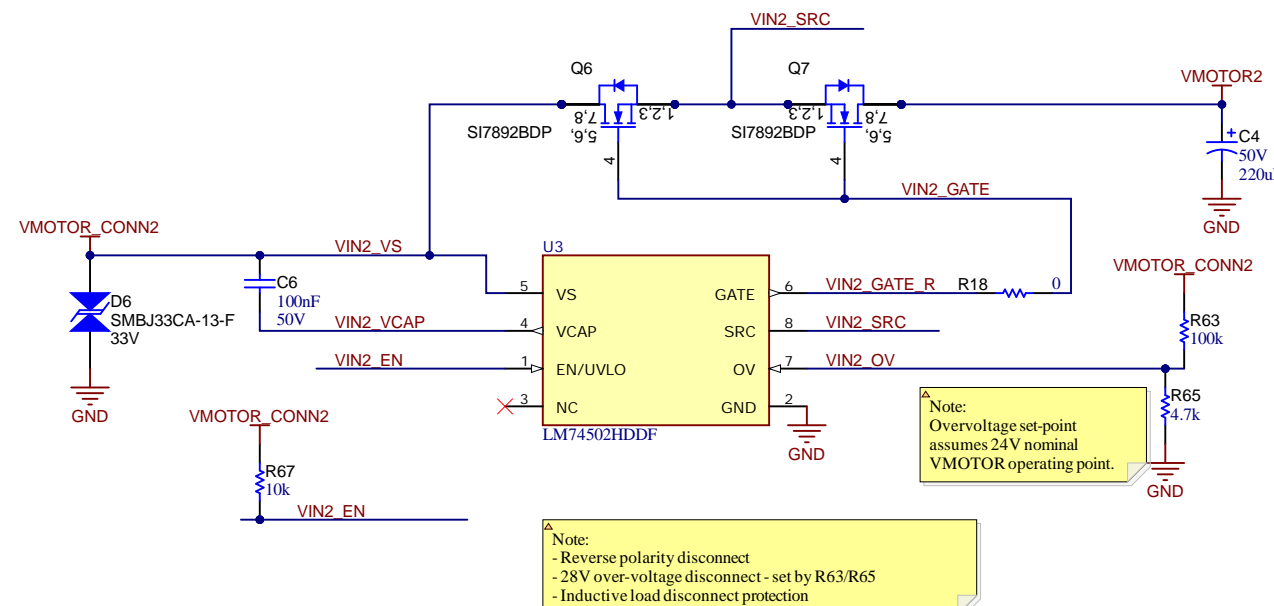 VIN2_SRC
Q6
Q7
VMOTOR2
1,2,3
7,8
5,6,
4
SI7892BDP
1,2,3
7,8
5,6,
4
SI7892BDP
C4
50V
VIN2_GATE
GND
VMOTOR_CONN2
VIN2_VS
U3
VMOTOR_CONN2
C6
100nF
50V
D6
SMBJ33CA-13-F
33V
5
VS
GATE
6
VIN2_GATE_R
R18
0
VIN2_VCAP
4
VCAP
SRC
8
VIN2_SRC
R63
100k
VIN2_EN
1
EN/UVLO
OV
7
VIN2_OV
3
NC
GND
2
LM74502HDDF
GND
GND
R65
4.7k
GND
Note:
Overvoltage set-point
assumes 24V nominal
VMOTOR operating point.
VMOTOR_CONN2
R67
10k
VIN2_EN
Note:
- Reverse polarity disconnect
- 28V over-voltage disconnect - set by R63/R65
- Inductive load disconnect protection